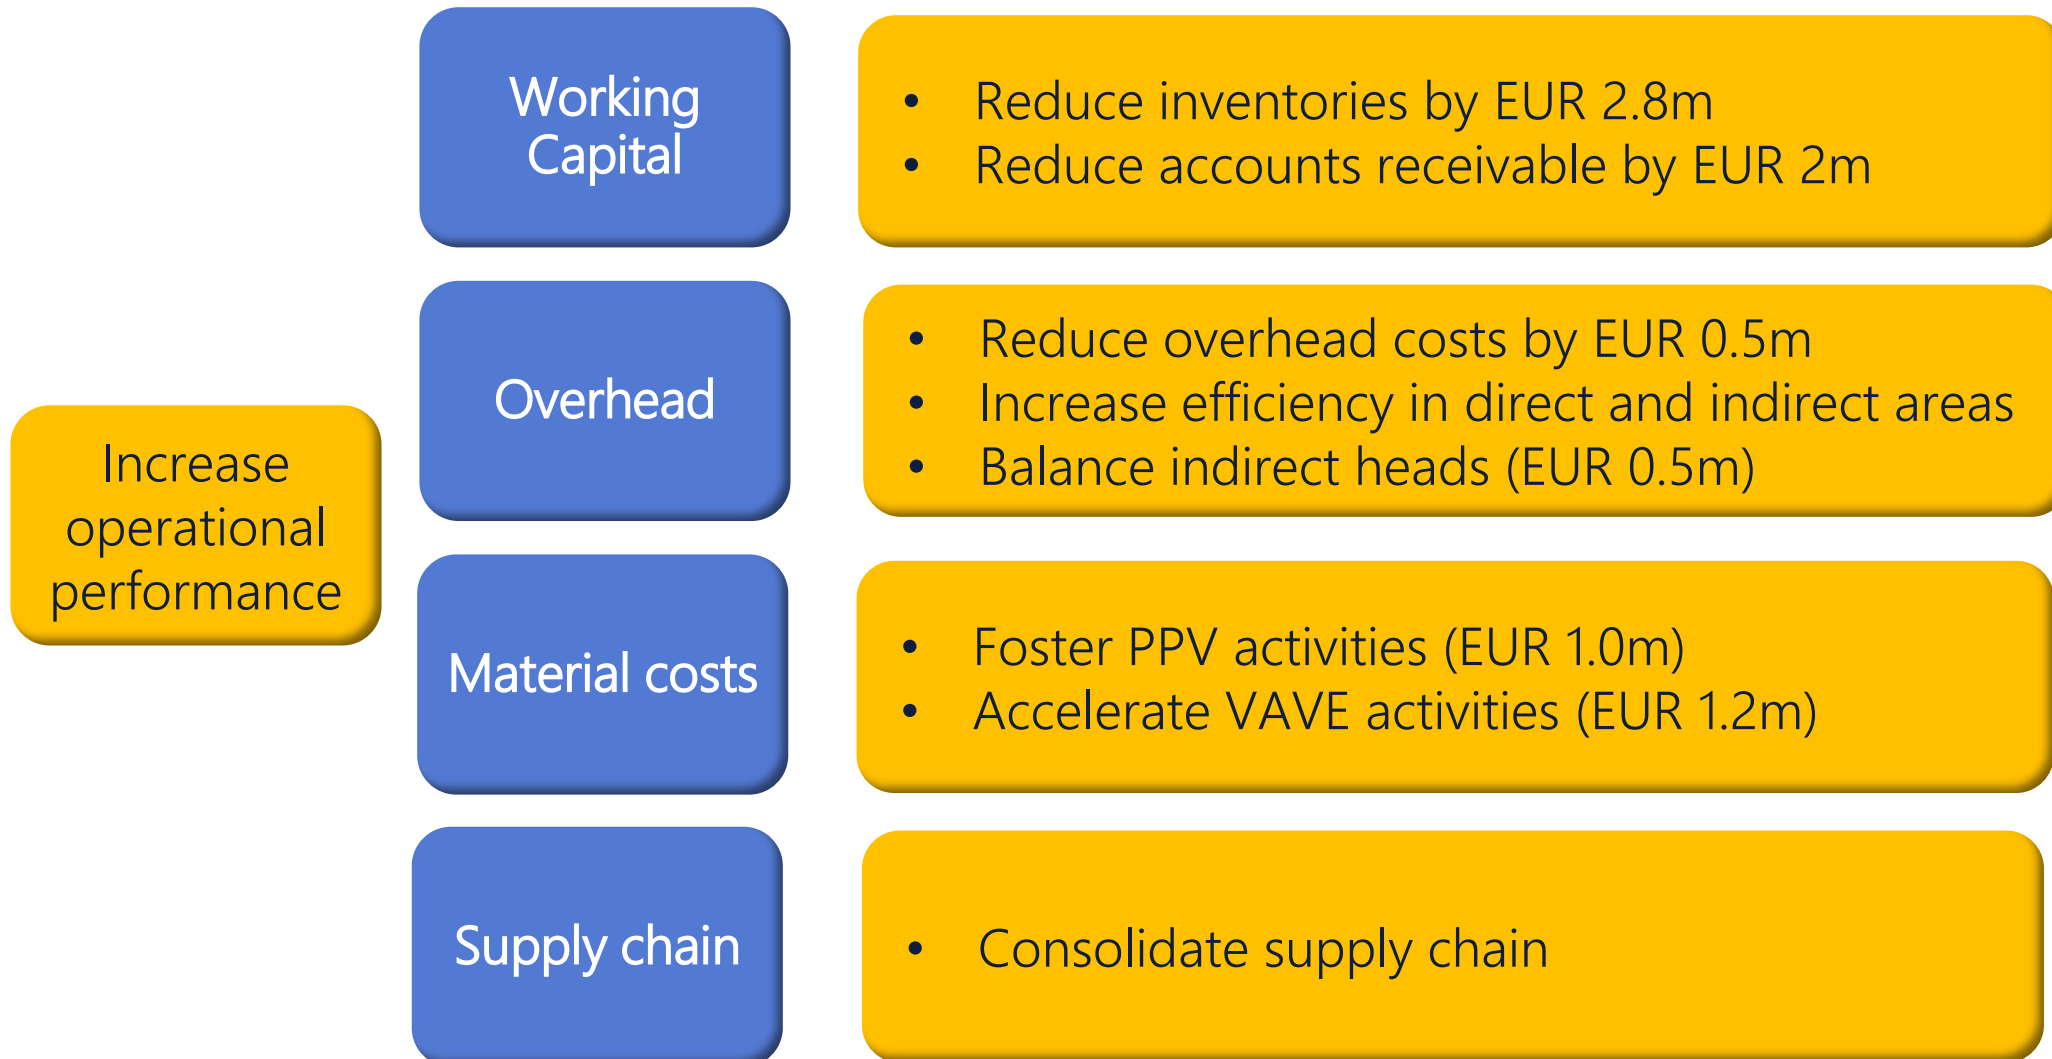 Working
Capital
• Reduce inventories by EUR 2.8m
• Reduce accounts receivable by EUR 2m
Overhead
• Reduce overhead costs by EUR 0.5m
• Increase efficiency in direct and indirect areas
• Balance indirect heads (EUR 0.5m)
Increase
operational
performance
Material costs
• Foster PPV activities (EUR 1.0m)
• Accelerate VAVE activities (EUR 1.2m)
Supply chain
• Consolidate supply chain